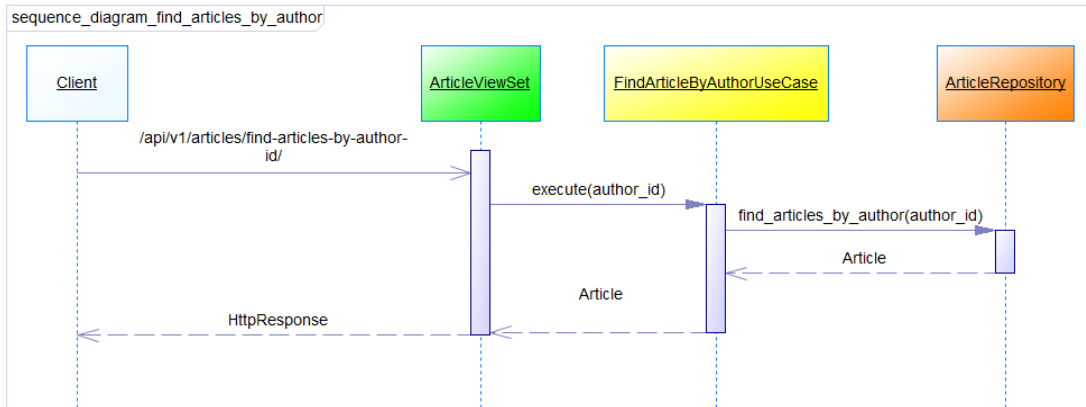 sequence_diagram_find_articles_by_author
Client
ArticleViewSet
FindArticleByAuthorUseCase
ArticleRepository
/api/v1/articles/find-articles-by-author-
id/
execute(author_id)
find_articles_by_author(author_id)
Article
Article
HttpResponse